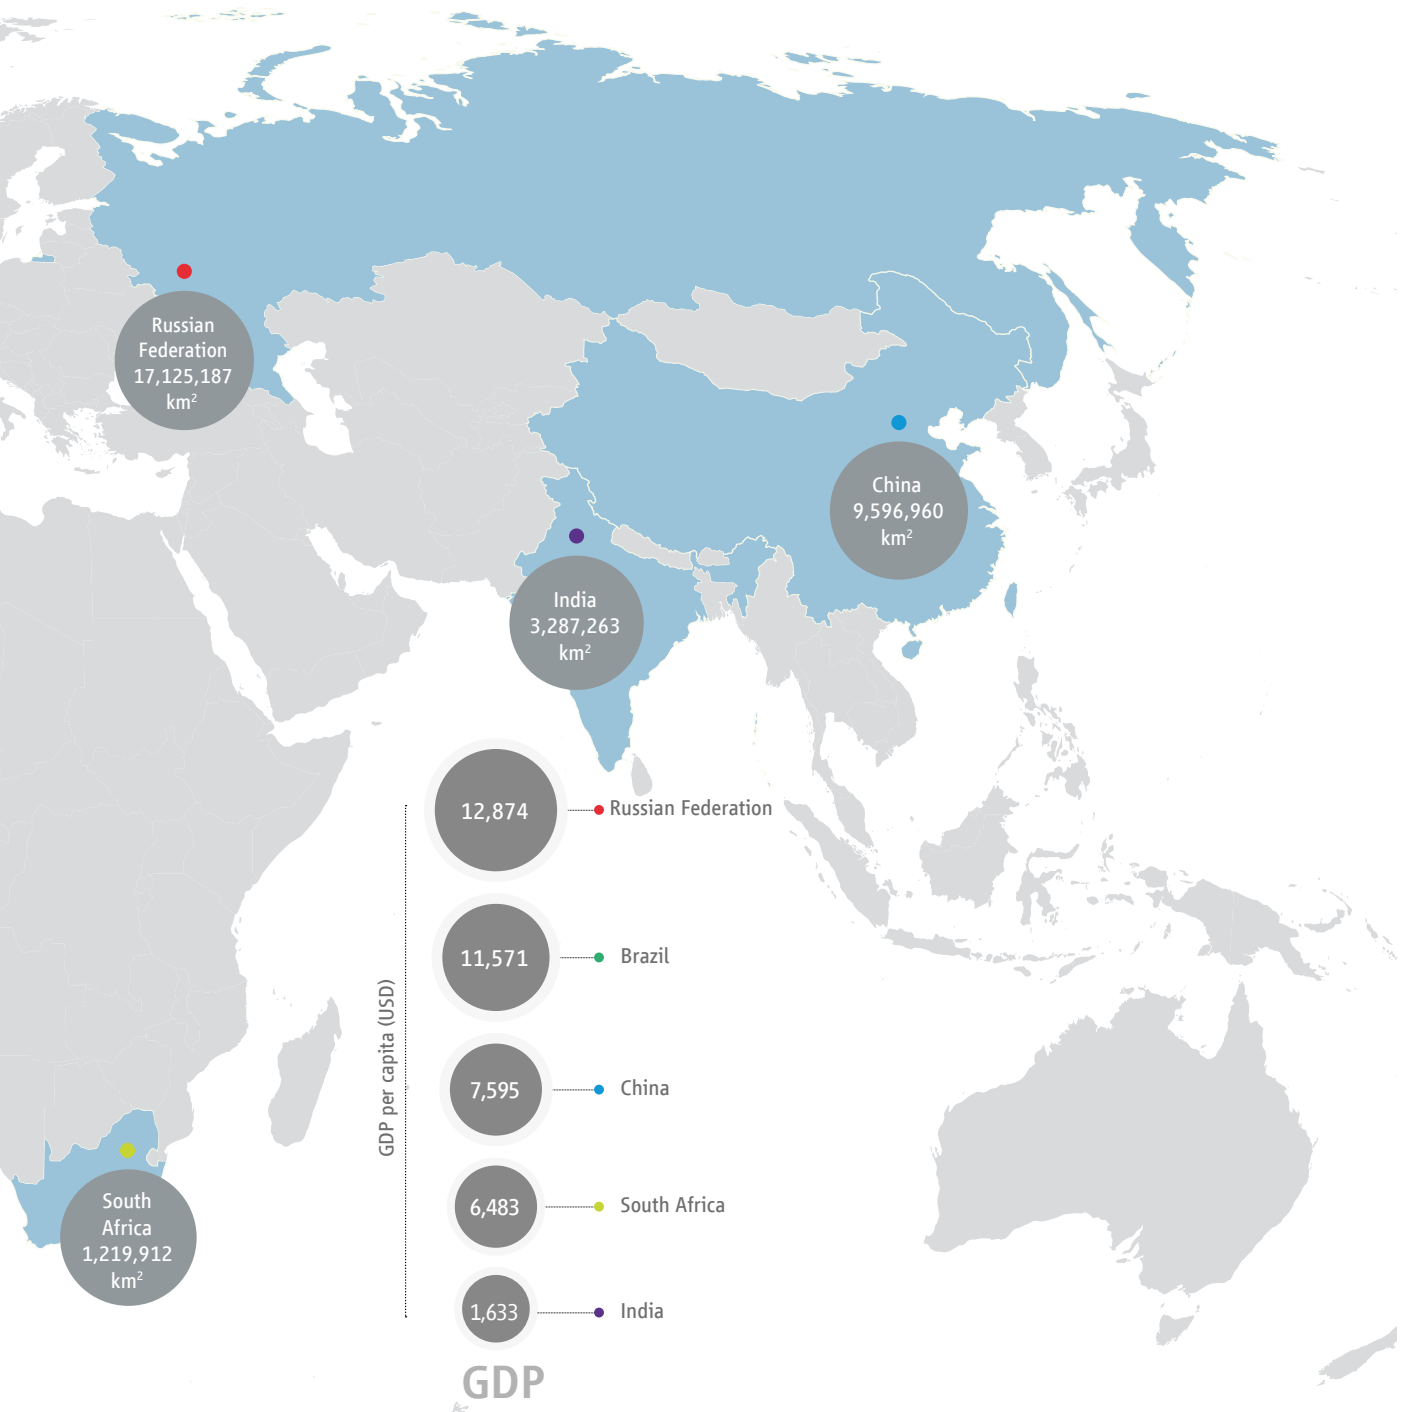 Russian
Federation
17,125,187
km²
China
9,596,960
km²
India
3,287,263
km²
South
Africa
1,219,912
km²
GDP per capita (USD)
12,874 Russian Federation
11,571 Brazil
7,595 China
6,483 South Africa
1,633 India
GDP